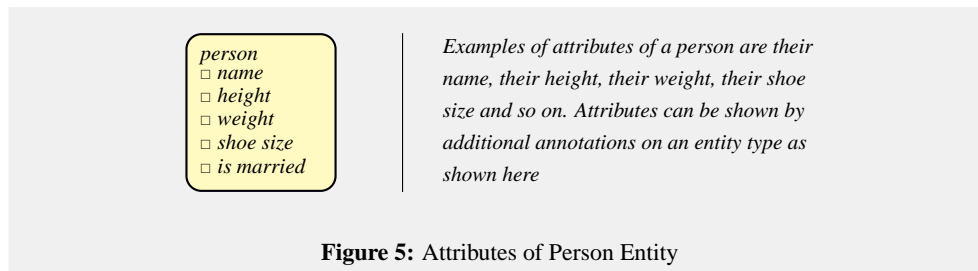 person
□ name
□ height
□ weight
□ shoe size
□ is married
Examples of attributes of a person are their
name, their height, their weight, their shoe
size and so on. Attributes can be shown by
additional annotations on an entity type as
shown here
Figure 5: Attributes of Person Entity